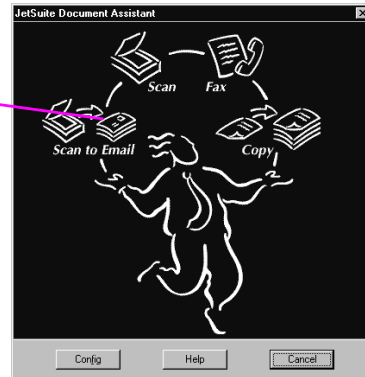 JetSuite Document Assistant
Scan Fax
Scan to Email Copy
Config Help Cancel